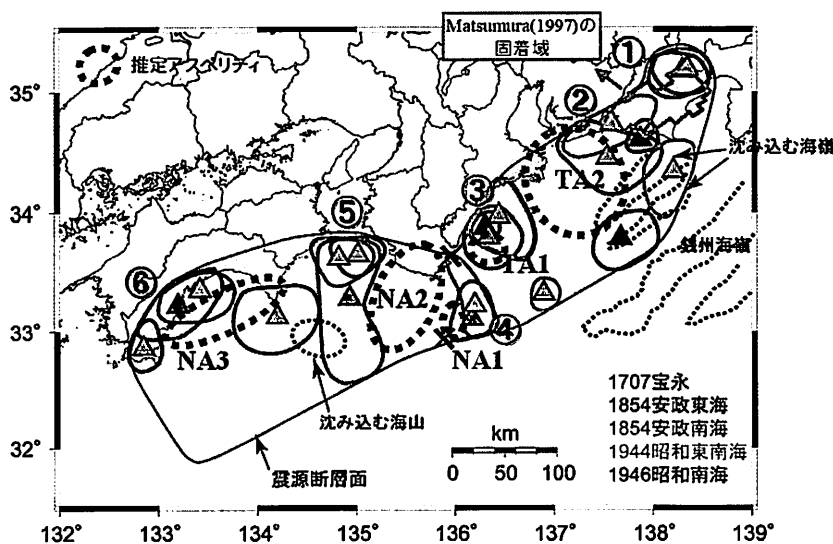 Matsumura(1997)の
固着域
推定アスペリティ
①
②
35°
沈み込む海嶺
TA2
③
34°
⑤
TA1
銭州海嶺
⑥
NA2
33°
④
NA3
NA1
1707宝永
沈み込む海山
1854安政東海
km
1854安政南海
32°
1944昭和東南海
0 50 100
1946昭和南海
震源断層面
132° 133° 134° 135° 136° 137° 138° 139°